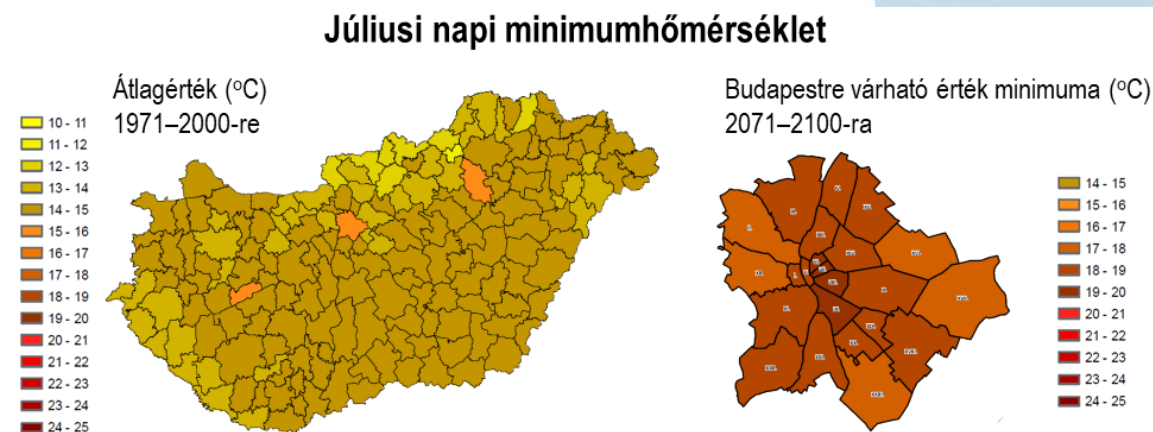 Júliusi napi minimumhőmérséklet
Átlagérték (°C)
1971–2000-re
10 - 11
11 - 12
12 - 13
13 - 14
14 - 15
15 - 16
16 - 17
17 - 18
18 - 19
19 - 20
20 - 21
21 - 22
22 - 23
23 - 24
24 - 25
Budapestre várható érték minimuma (°C)
2071–2100-ra
14 - 15
15 - 16
16 - 17
17 - 18
18 - 19
19 - 20
20 - 21
21 - 22
22 - 23
23 - 24
24 - 25